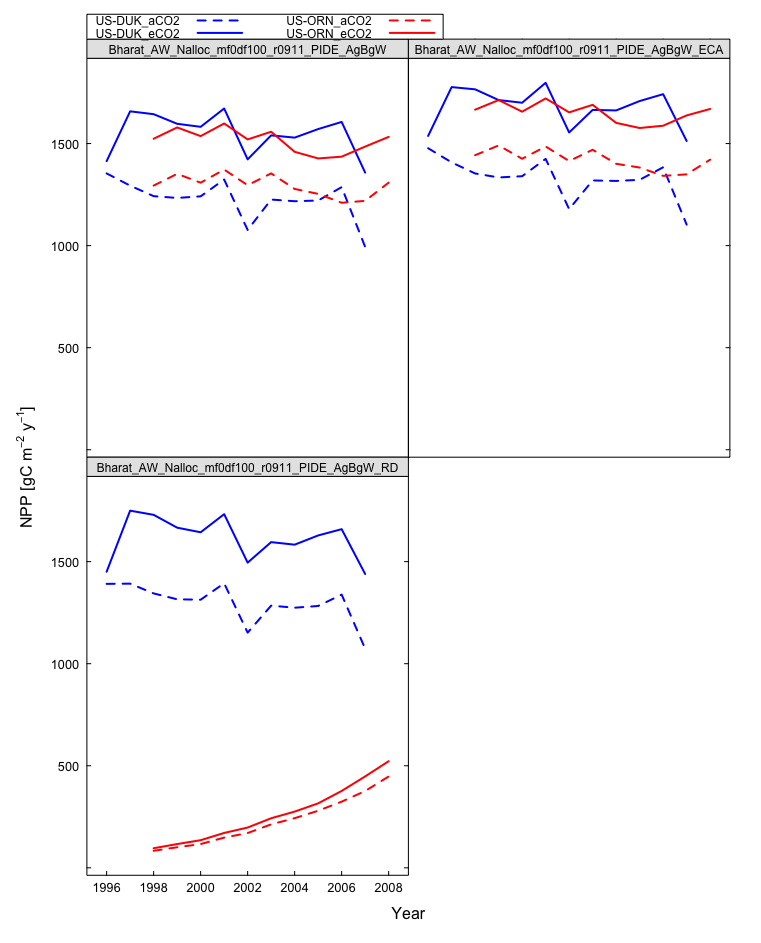 US-DUK_aCO2 US-ORN_aCO2
US-DUK_eCO2 US-ORN_eCO2
Bharat_AW_Nalloc_mf0df100_r0911_PIDE_AgBgW Bharat_AW_Nalloc_mf0df100_r0911_PIDE_AgBgW_ECA
1500
1000
500
Bharat_AW_Nalloc_mf0df100_r0911_PIDE_AgBgW_RD
NPP [gC m⁻² y⁻¹]
1500
1000
500
1996 1998 2000 2002 2004 2006 2008
Year